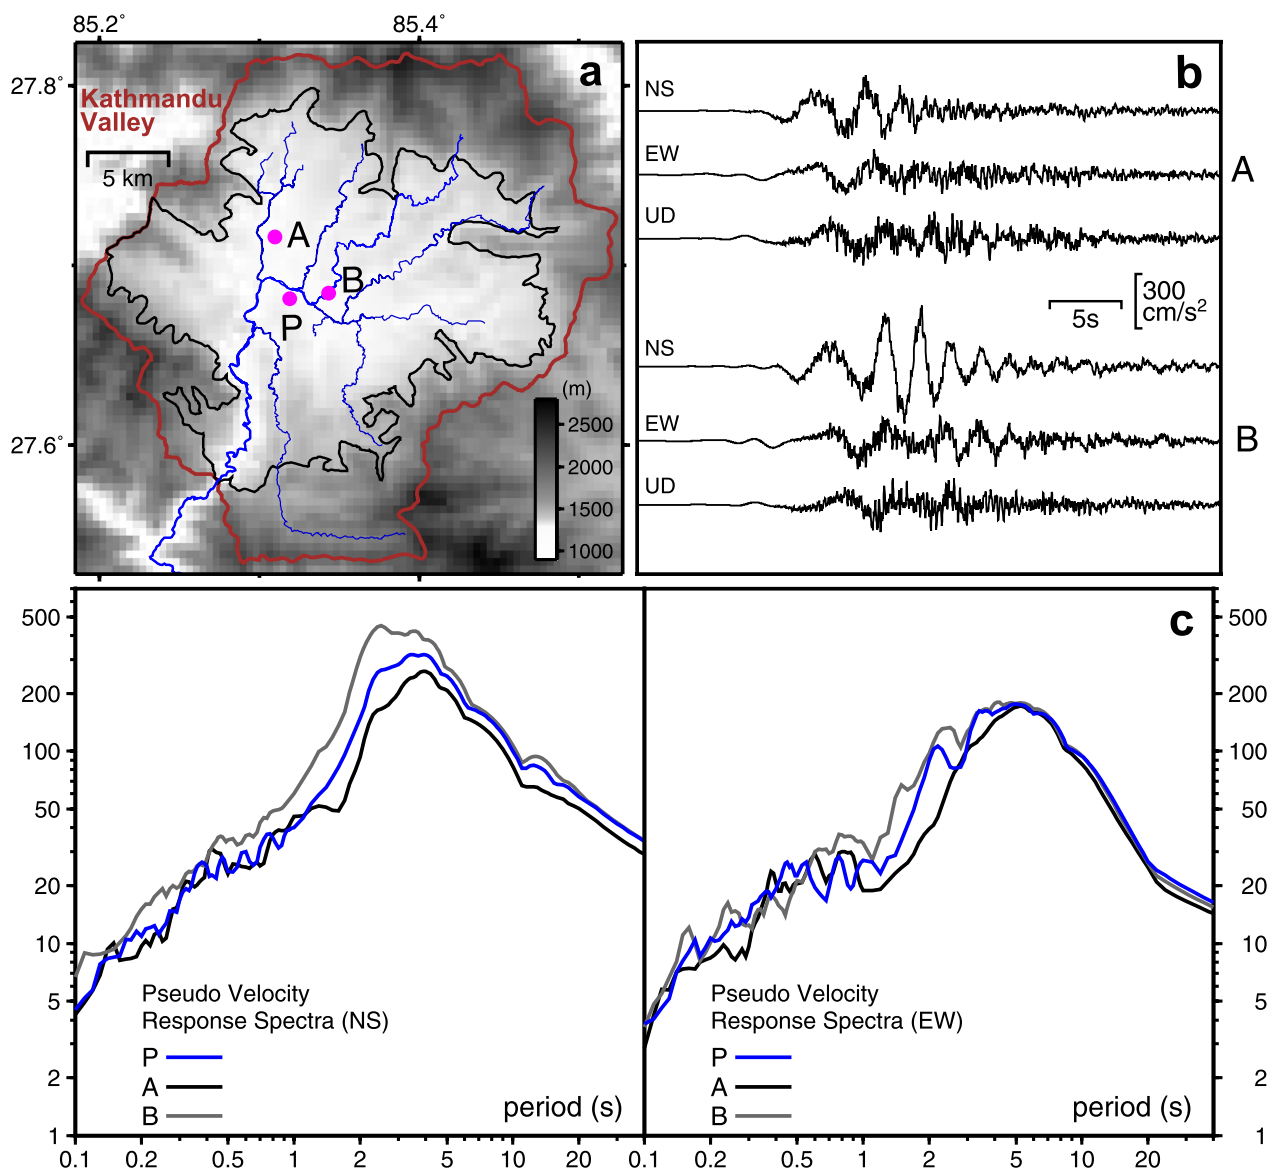 85.2° 85.4°
27.8°
27.6°
a
Kathmandu
Valley
5 km
A
B
P
(m)
2500
2000
1500
1000
b
NS
EW
UD
A
5s
300
cm/s²
NS
EW
UD
B
500
200
100
50
20
10
5
2
1
Pseudo Velocity
Response Spectra (NS)
P
A
B
period (s)
0.1 0.2 0.5 1 2 5 10 20
c
500
200
100
50
20
10
5
2
1
Pseudo Velocity
Response Spectra (EW)
P
A
B
period (s)
0.1 0.2 0.5 1 2 5 10 20